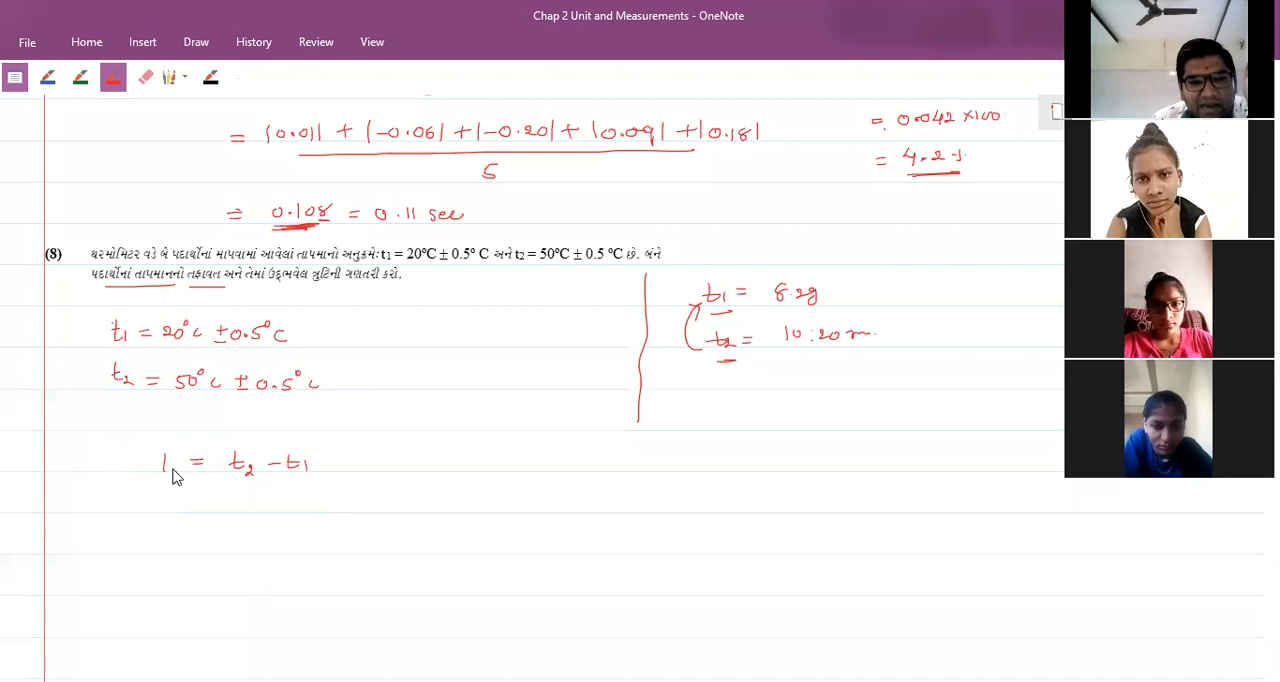 Chap 2 Unit and Measurements - OneNote
File Home Insert Draw History Review View
= |0.01| + |-0.06| + |-0.20| + |0.09| + |0.18|
5
= 0.108 = 0.11 sec
= 0.042 × 100
= 4.2 %
(8) થરમોમિટર વડે બે પદાર્થોનાં માપવામાં આવેલાં તાપમાનો અનુક્રમે: t1 = 20°C ± 0.5° C અને t2 = 50°C ± 0.5 °C છે. બંને
પદાર્થોનાં તાપમાનનો તફાવત અને તેમાં ઉદ્દભવેલ ત્રુટિની ગણતરી કરો.
t1 = 20°C ± 0.5°C
t2 = 50°C ± 0.5°C
t1 = 8.29
t2 = 10:20 m.
= t2 - t1